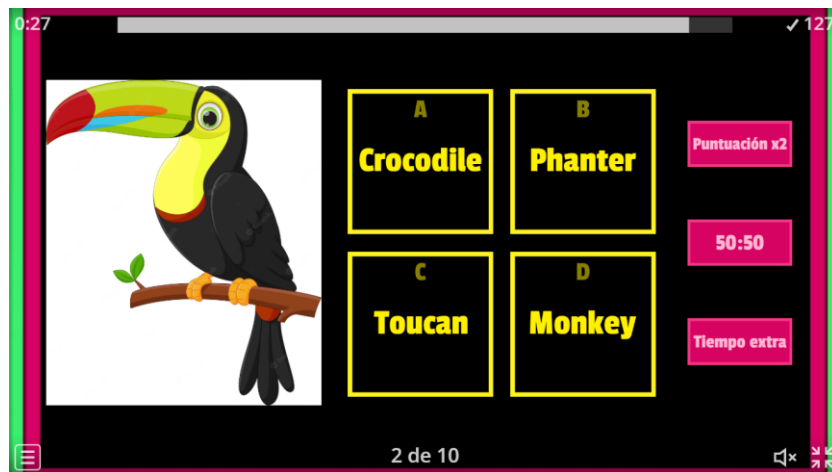 0:27
✓ 127
A
Crocodile
B
Phanter
C
Toucan
D
Monkey
Puntuación x2
50:50
Tiempo extra
2 de 10